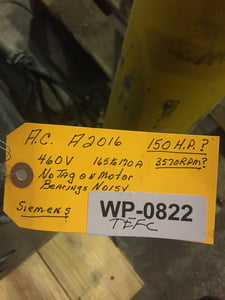 A.C. A2016 150 H.P.?
460V 165/170A 3570RPM?
No Tag on Motor
Bearings Noisy
Siemens WP-0822
TEFC